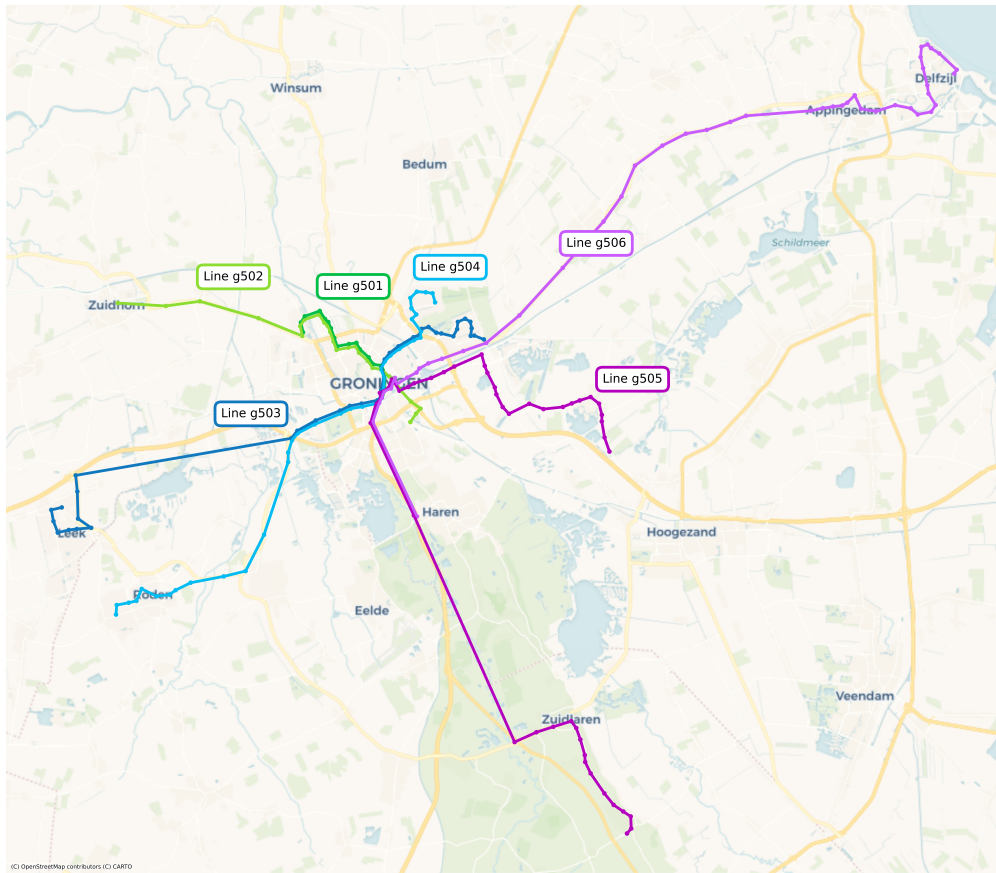 Delfzijl
Winsum
Appingedam
Bedum
Line g506
Schildmeer
Line g504
Line g502
Line g501
Zuidhorn
GRONINGEN
Line g505
Line g503
Haren
Leek
Hoogezand
Roden
Eelde
Veendam
Zuidlaren
(C) OpenStreetMap contributors (C) CARTO